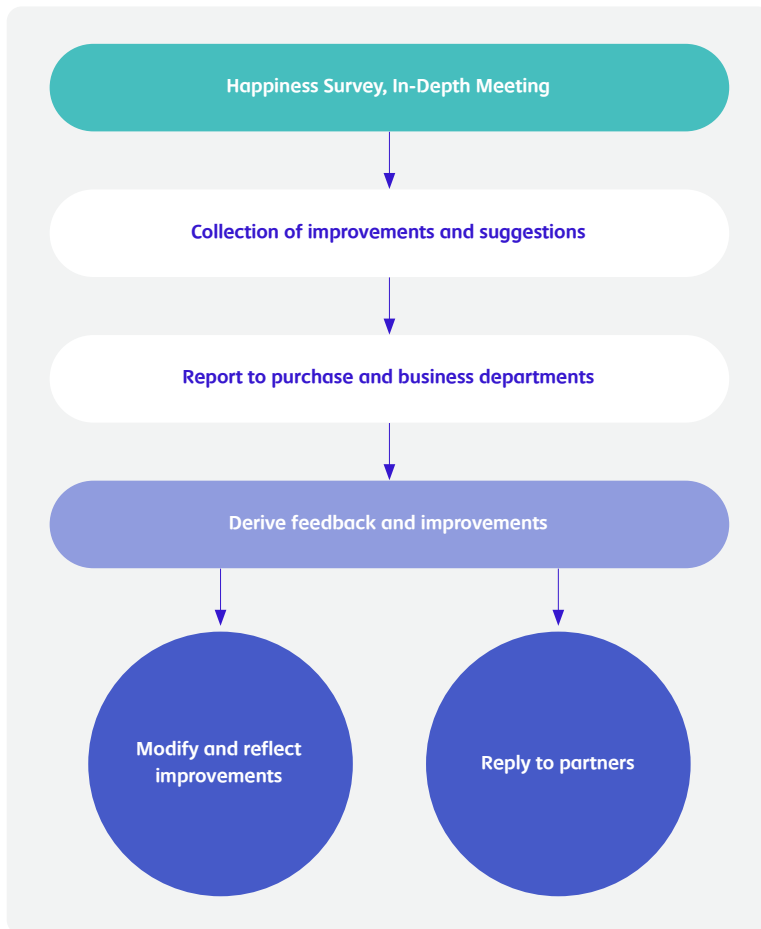 Happiness Survey, In-Depth Meeting
Collection of improvements and suggestions
Report to purchase and business departments
Derive feedback and improvements
Modify and reflect
improvements
Reply to partners